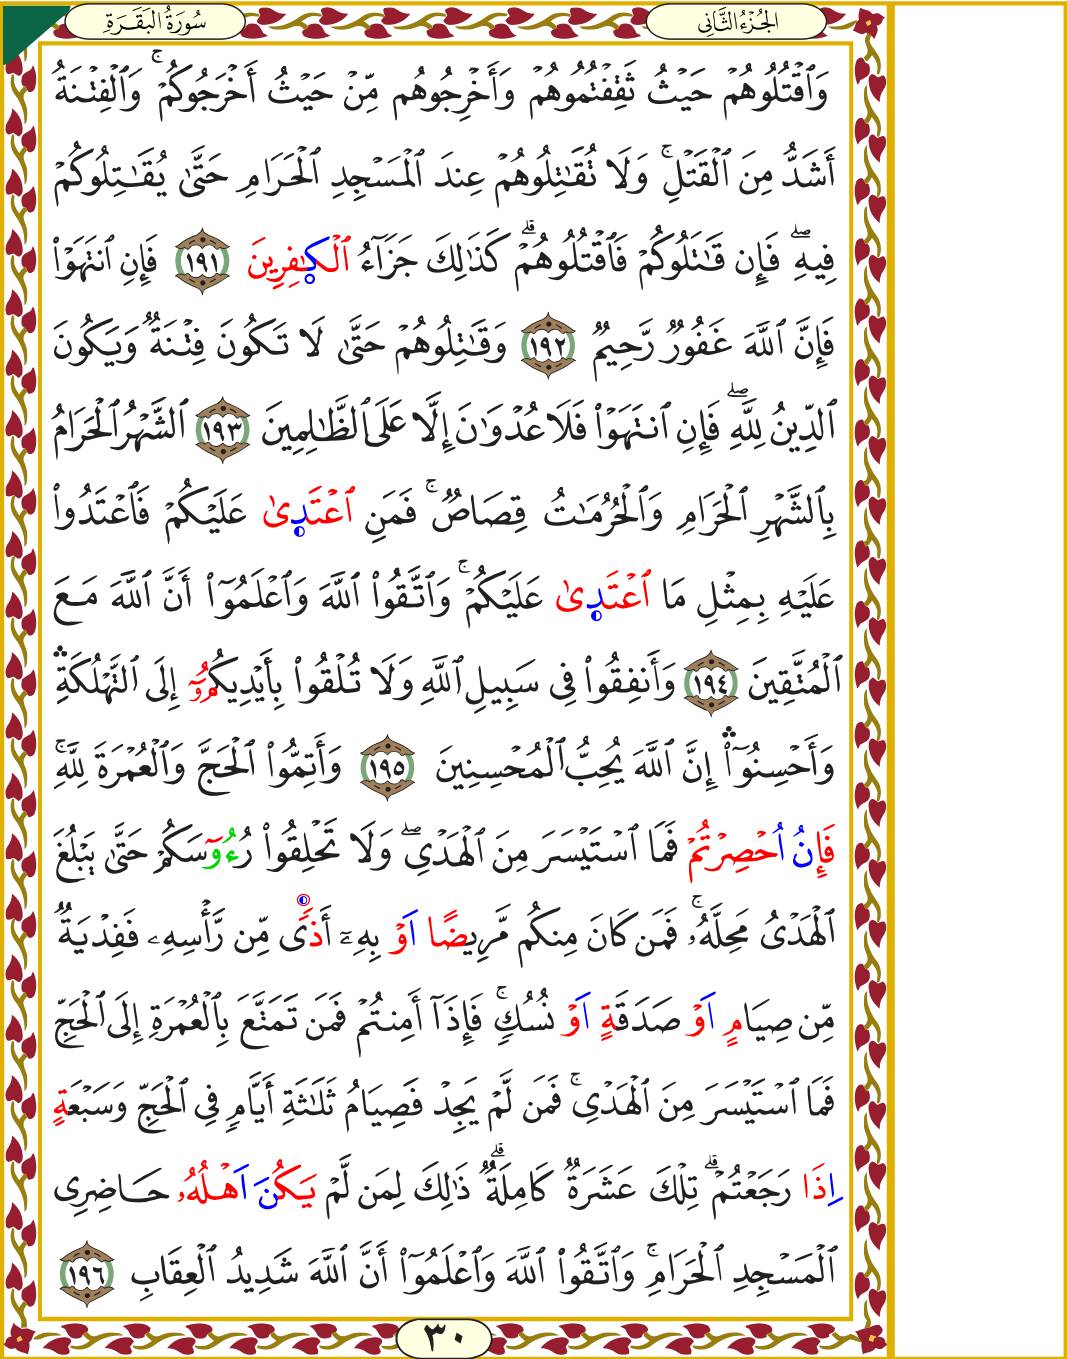 الجُزْءُ الثَّانِى
سُورَةُ البَقَرَةِ
وَٱقْتُلُوهُمْ حَيْثُ ثَقِفْتُمُوهُمْ وَأَخْرِجُوهُم مِّنْ حَيْثُ أَخْرَجُوكُمْ ۚ وَٱلْفِتْنَةُ
أَشَدُّ مِنَ ٱلْقَتْلِ ۚ وَلَا تُقَٰتِلُوهُمْ عِندَ ٱلْمَسْجِدِ ٱلْحَرَامِ حَتَّىٰ يُقَٰتِلُوكُمْ
فِيهِ ۖ فَإِن قَٰتَلُوكُمْ فَٱقْتُلُوهُمْ ۗ كَذَٰلِكَ جَزَآءُ ٱلْكَٰفِرِينَ ١٩١ فَإِنِ ٱنتَهَوْا۟
فَإِنَّ ٱللَّهَ غَفُورٌ رَّحِيمٌ ١٩٢ وَقَٰتِلُوهُمْ حَتَّىٰ لَا تَكُونَ فِتْنَةٌ وَيَكُونَ
ٱلدِّينُ لِلَّهِ ۖ فَإِنِ ٱنتَهَوْا۟ فَلَا عُدْوَٰنَ إِلَّا عَلَى ٱلظَّٰلِمِينَ ١٩٣ ٱلشَّهْرُ ٱلْحَرَامُ
بِٱلشَّهْرِ ٱلْحَرَامِ وَٱلْحُرُمَٰتُ قِصَاصٌ ۚ فَمَنِ ٱعْتَدِىٰ عَلَيْكُمْ فَٱعْتَدُوا۟
عَلَيْهِ بِمِثْلِ مَا ٱعْتَدِىٰ عَلَيْكُمْ ۚ وَٱتَّقُوا۟ ٱللَّهَ وَٱعْلَمُوٓا۟ أَنَّ ٱللَّهَ مَعَ
ٱلْمُتَّقِينَ ١٩٤ وَأَنفِقُوا۟ فِى سَبِيلِ ٱللَّهِ وَلَا تُلْقُوا۟ بِأَيْدِيكُمُۥٓ إِلَى ٱلتَّهْلُكَةِ ۛ
وَأَحْسِنُوٓا۟ ۛ إِنَّ ٱللَّهَ يُحِبُّ ٱلْمُحْسِنِينَ ١٩٥ وَأَتِمُّوا۟ ٱلْحَجَّ وَٱلْعُمْرَةَ لِلَّهِ ۚ
فَإِنُ ٱُحْصِرْتُمْ فَمَا ٱسْتَيْسَرَ مِنَ ٱلْهَدْىِ ۖ وَلَا تَحْلِقُوا۟ رُءُوٓسَكُمْ حَتَّىٰ يَبْلُغَ
ٱلْهَدْىُ مَحِلَّهُۥ ۚ فَمَن كَانَ مِنكُم مَّرِيضًا اَوْ بِهِۦٓ أَذًى مِّن رَّأْسِهِۦ فَفِدْيَةٌ
مِّن صِيَامٍ اَوْ صَدَقَةٍ اَوْ نُسُكٍ ۚ فَإِذَآ أَمِنتُمْ فَمَن تَمَتَّعَ بِٱلْعُمْرَةِ إِلَى ٱلْحَجِّ
فَمَا ٱسْتَيْسَرَ مِنَ ٱلْهَدْىِ ۚ فَمَن لَّمْ يَجِدْ فَصِيَامُ ثَلَٰثَةِ أَيَّامٍ فِى ٱلْحَجِّ وَسَبْعَةٍ
اِذَا رَجَعْتُمْ ۗ تِلْكَ عَشَرَةٌ كَامِلَةٌ ۗ ذَٰلِكَ لِمَن لَّمْ يَكُنَ اَهْلُهُۥ حَاضِرِى
ٱلْمَسْجِدِ ٱلْحَرَامِ ۚ وَٱتَّقُوا۟ ٱللَّهَ وَٱعْلَمُوٓا۟ أَنَّ ٱللَّهَ شَدِيدُ ٱلْعِقَابِ ١٩٦
٣٠